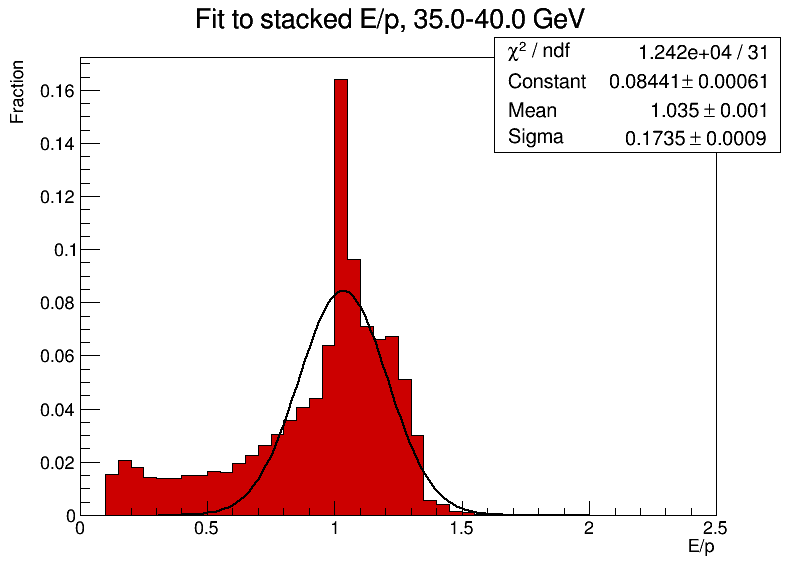 Fit to stacked E/p, 35.0-40.0 GeV
χ² / ndf 1.242e+04 / 31
Constant 0.08441± 0.00061
Mean 1.035 ± 0.001
Sigma 0.1735 ± 0.0009
Fraction
0.16
0.14
0.12
0.1
0.08
0.06
0.04
0.02
0
0 0.5 1 1.5 2 2.5
E/p